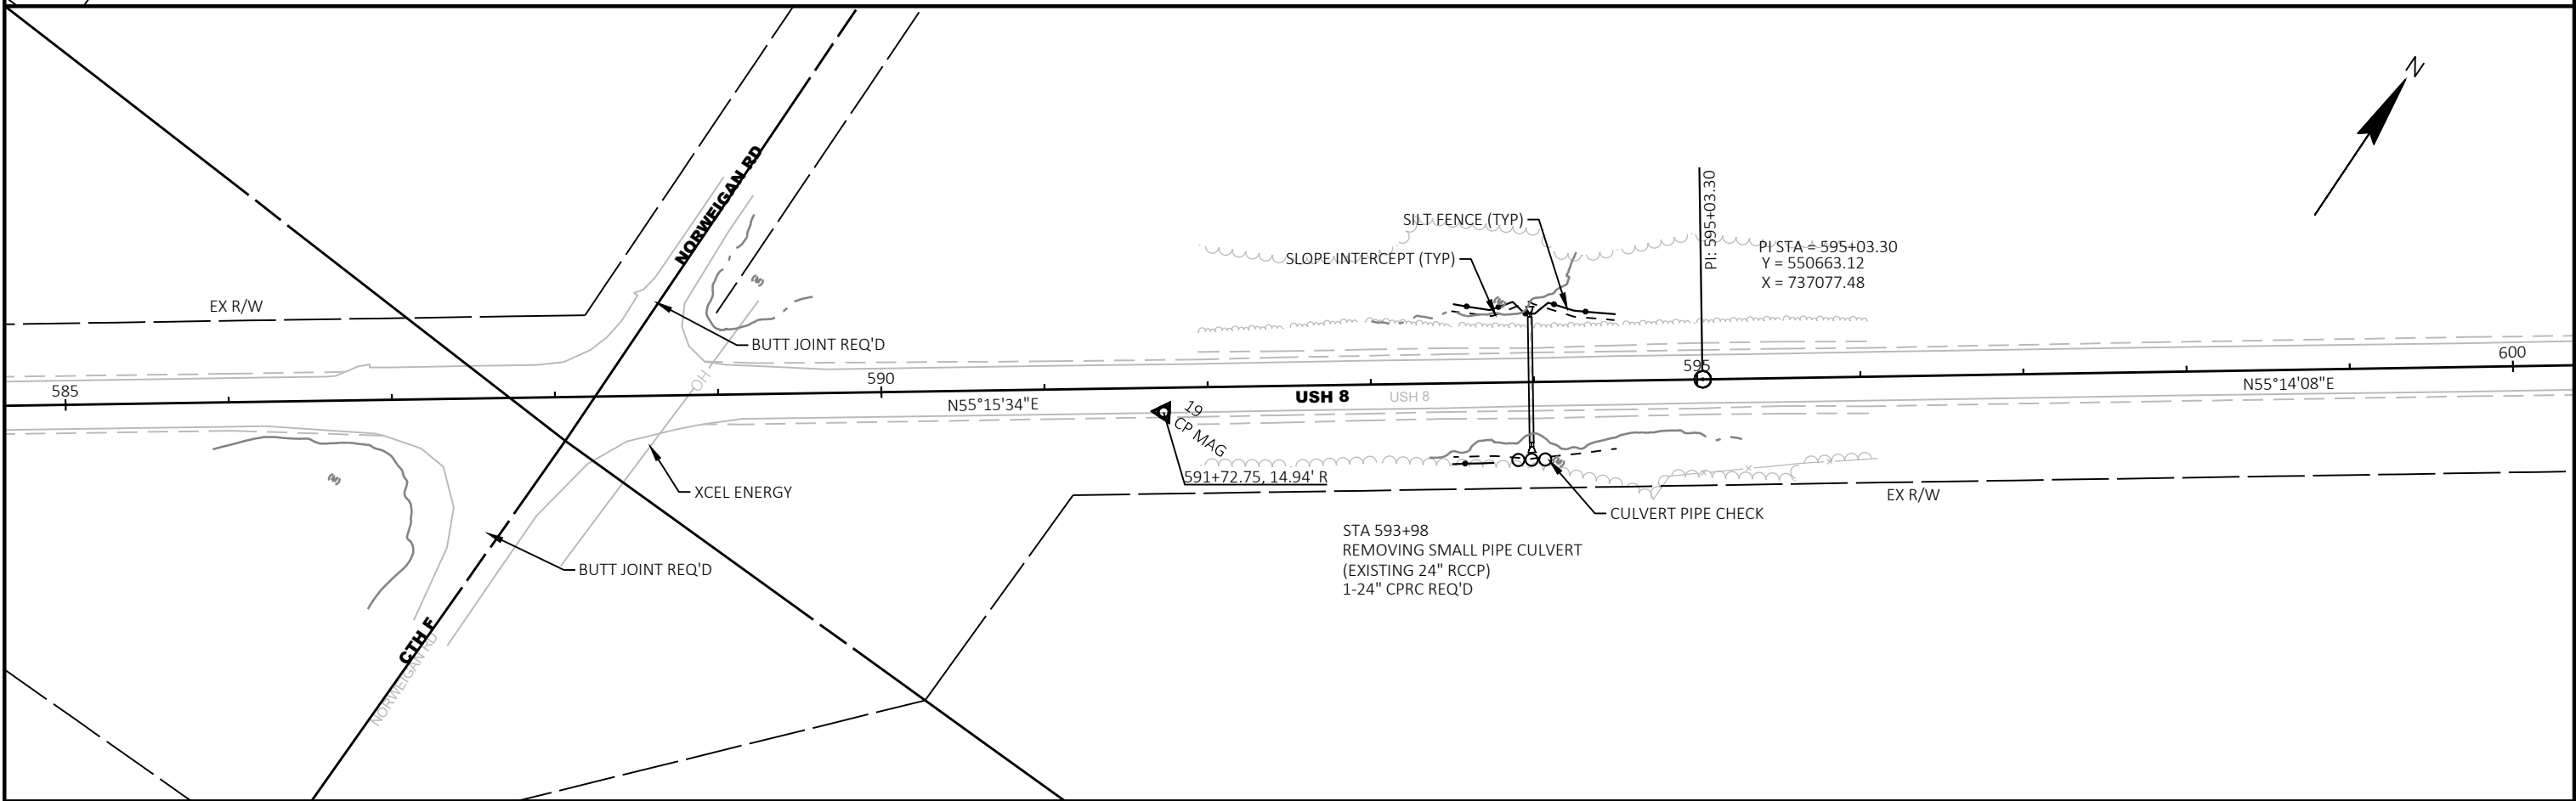 N
NORWEIGAN RD
PI: 595+03.30
SILT FENCE (TYP)
SLOPE INTERCEPT (TYP)
PI STA = 595+03.30
Y = 550663.12
X = 737077.48
EX R/W
BUTT JOINT REQ'D
OH
585
590
595
600
N55°15'34"E
USH 8
USH 8
N55°14'08"E
19
CP MAG
591+72.75, 14.94' R
XCEL ENERGY
EX R/W
CULVERT PIPE CHECK
STA 593+98
REMOVING SMALL PIPE CULVERT
(EXISTING 24" RCCP)
1-24" CPRC REQ'D
BUTT JOINT REQ'D
CTH F
NORWEIGAN RD